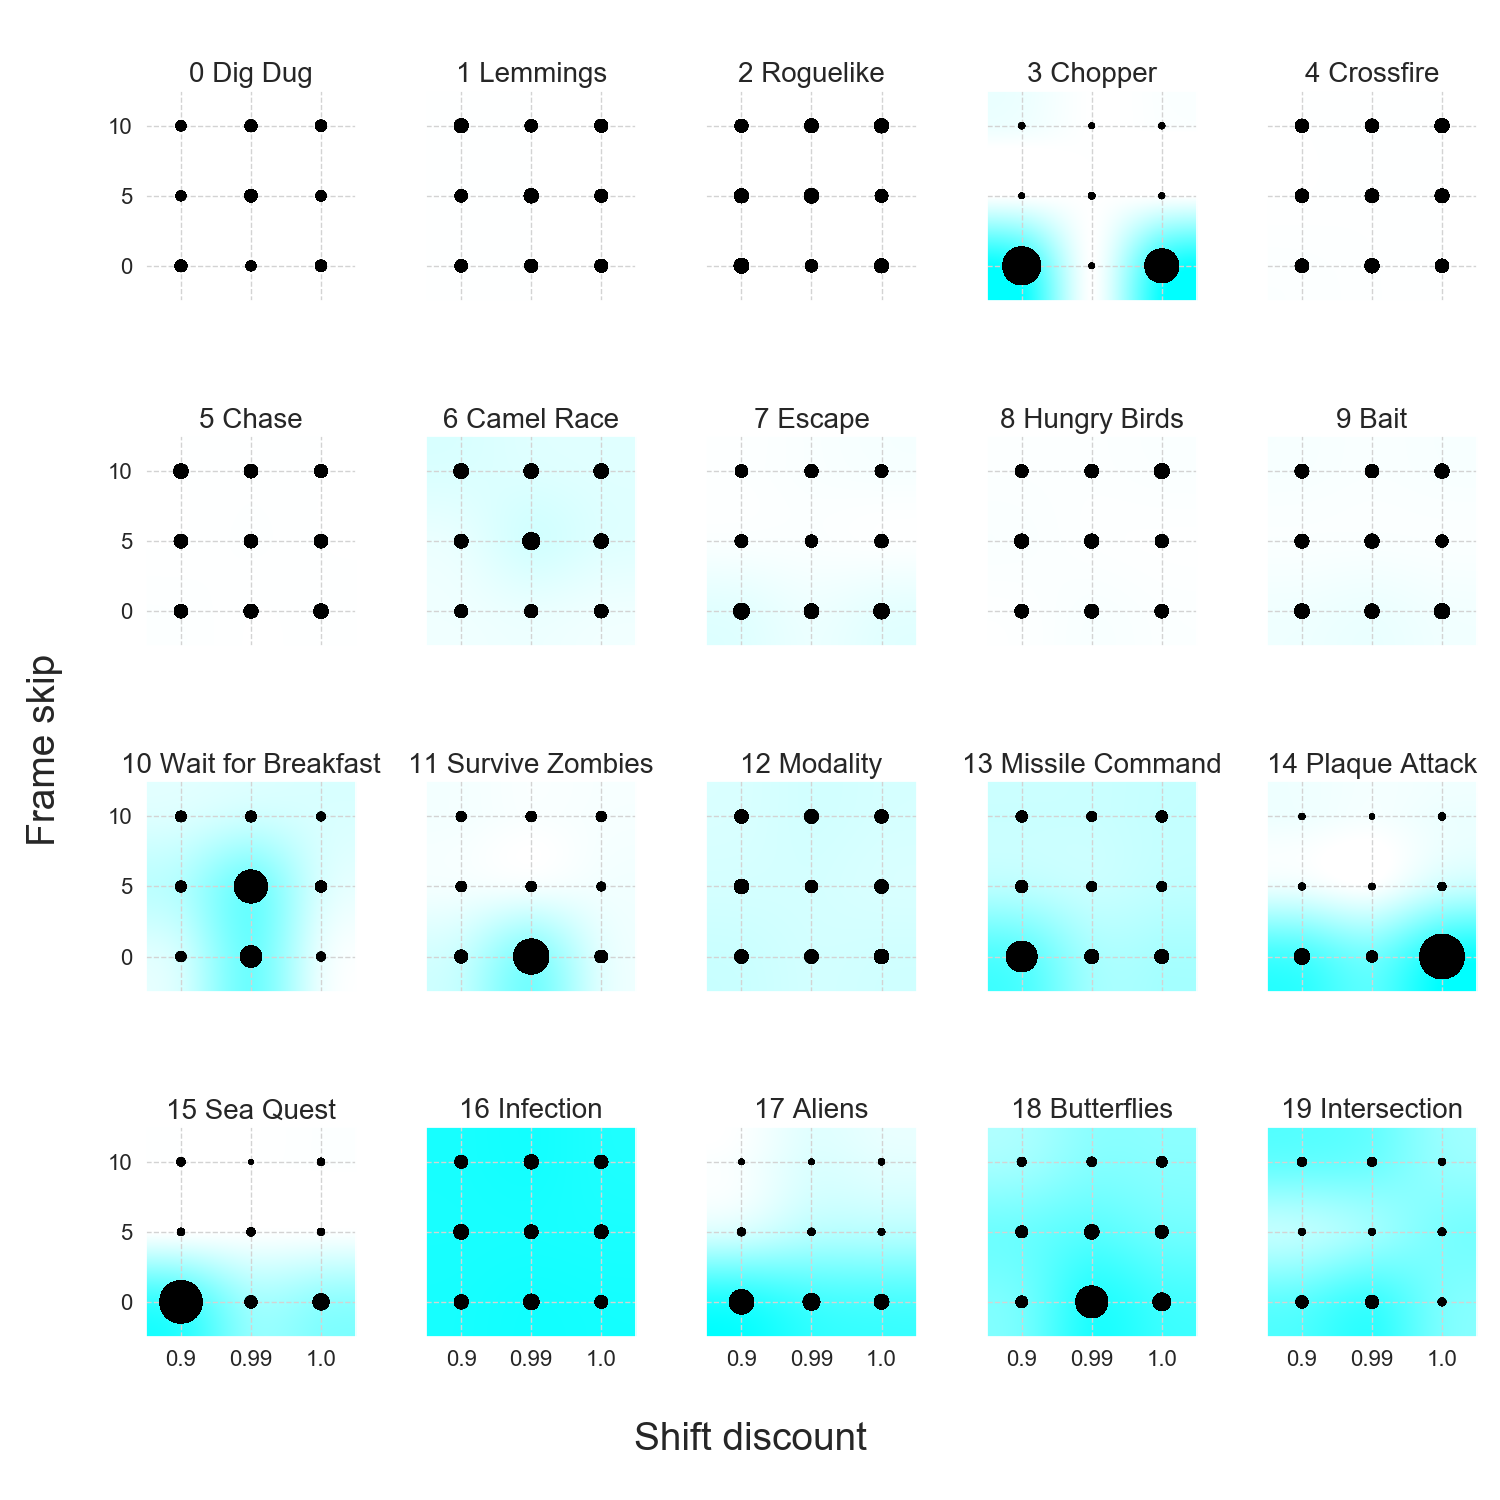 0 Dig Dug
1 Lemmings
2 Roguelike
3 Chopper
4 Crossfire
10
5
0
5 Chase
6 Camel Race
7 Escape
8 Hungry Birds
9 Bait
10
5
0
Frame skip
10 Wait for Breakfast
11 Survive Zombies
12 Modality
13 Missile Command
14 Plaque Attack
10
5
0
15 Sea Quest
16 Infection
17 Aliens
18 Butterflies
19 Intersection
10
5
0
0.9 0.99 1.0
0.9 0.99 1.0
0.9 0.99 1.0
0.9 0.99 1.0
0.9 0.99 1.0
Shift discount